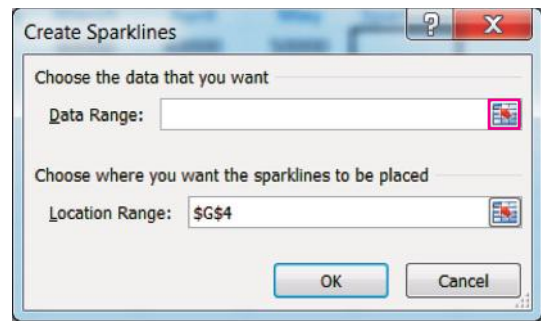 Create Sparklines
?
X
Choose the data that you want
Data Range:
Choose where you want the sparklines to be placed
Location Range: $G$4
OK Cancel